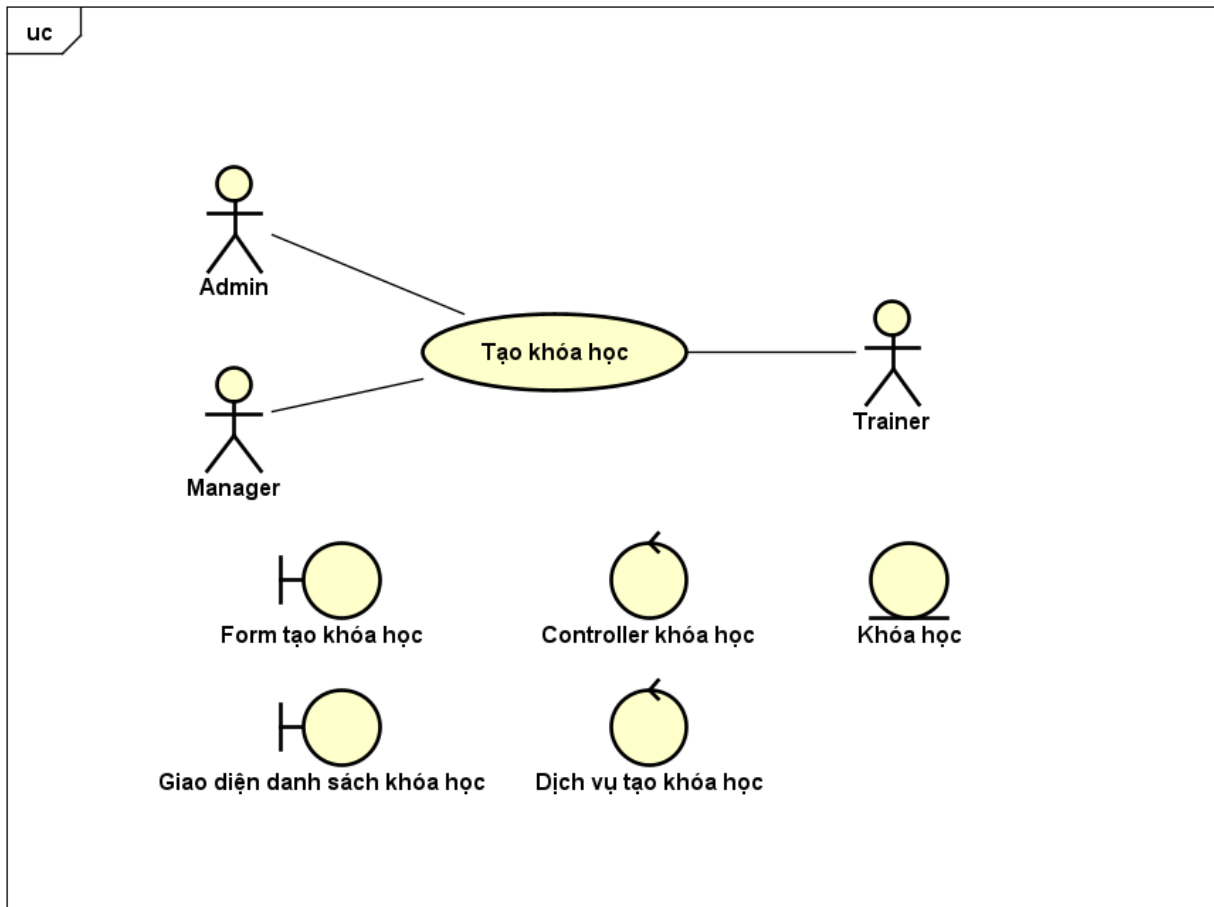 uc
Admin
Tạo khóa học
Trainer
Manager
Form tạo khóa học
Controller khóa học
Khóa học
Giao diện danh sách khóa học
Dịch vụ tạo khóa học